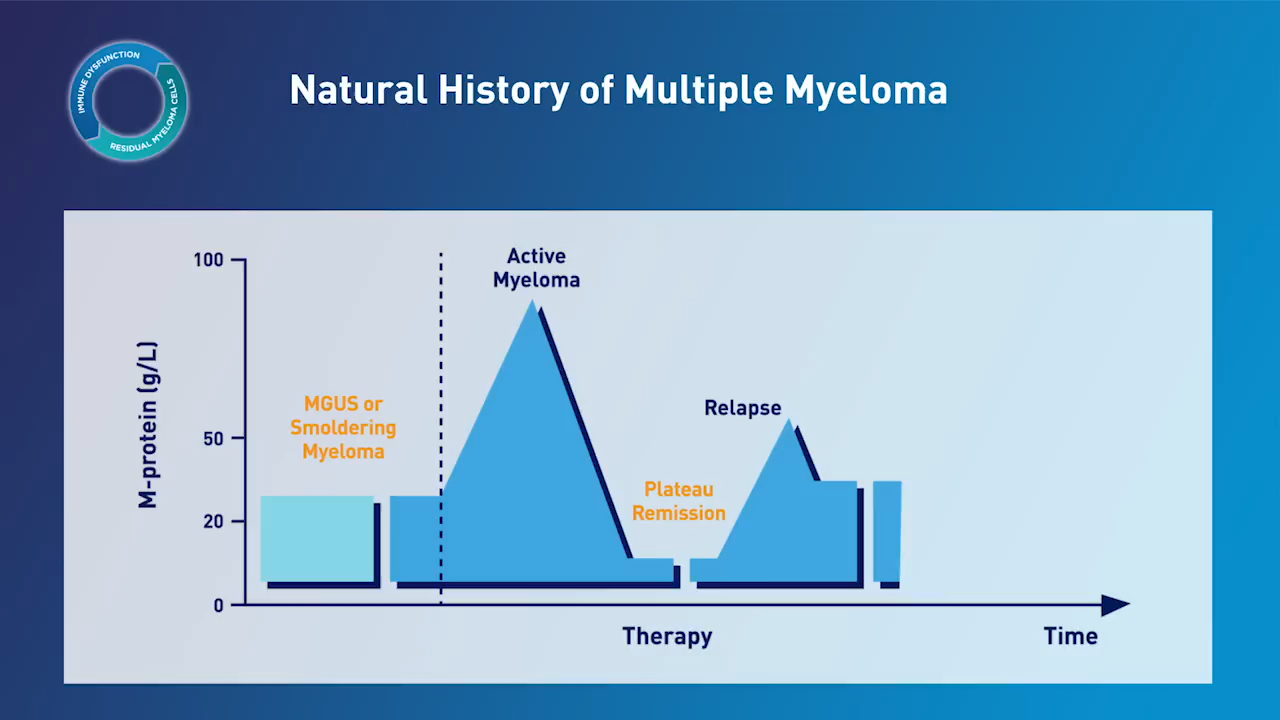 IMMUNE DYSFUNCTION
RESIDUAL MYELOMA CELLS
Natural History of Multiple Myeloma
M-protein (g/L)
100
50
20
0
MGUS or
Smoldering
Myeloma
Active
Myeloma
Plateau
Remission
Relapse
Therapy
Time